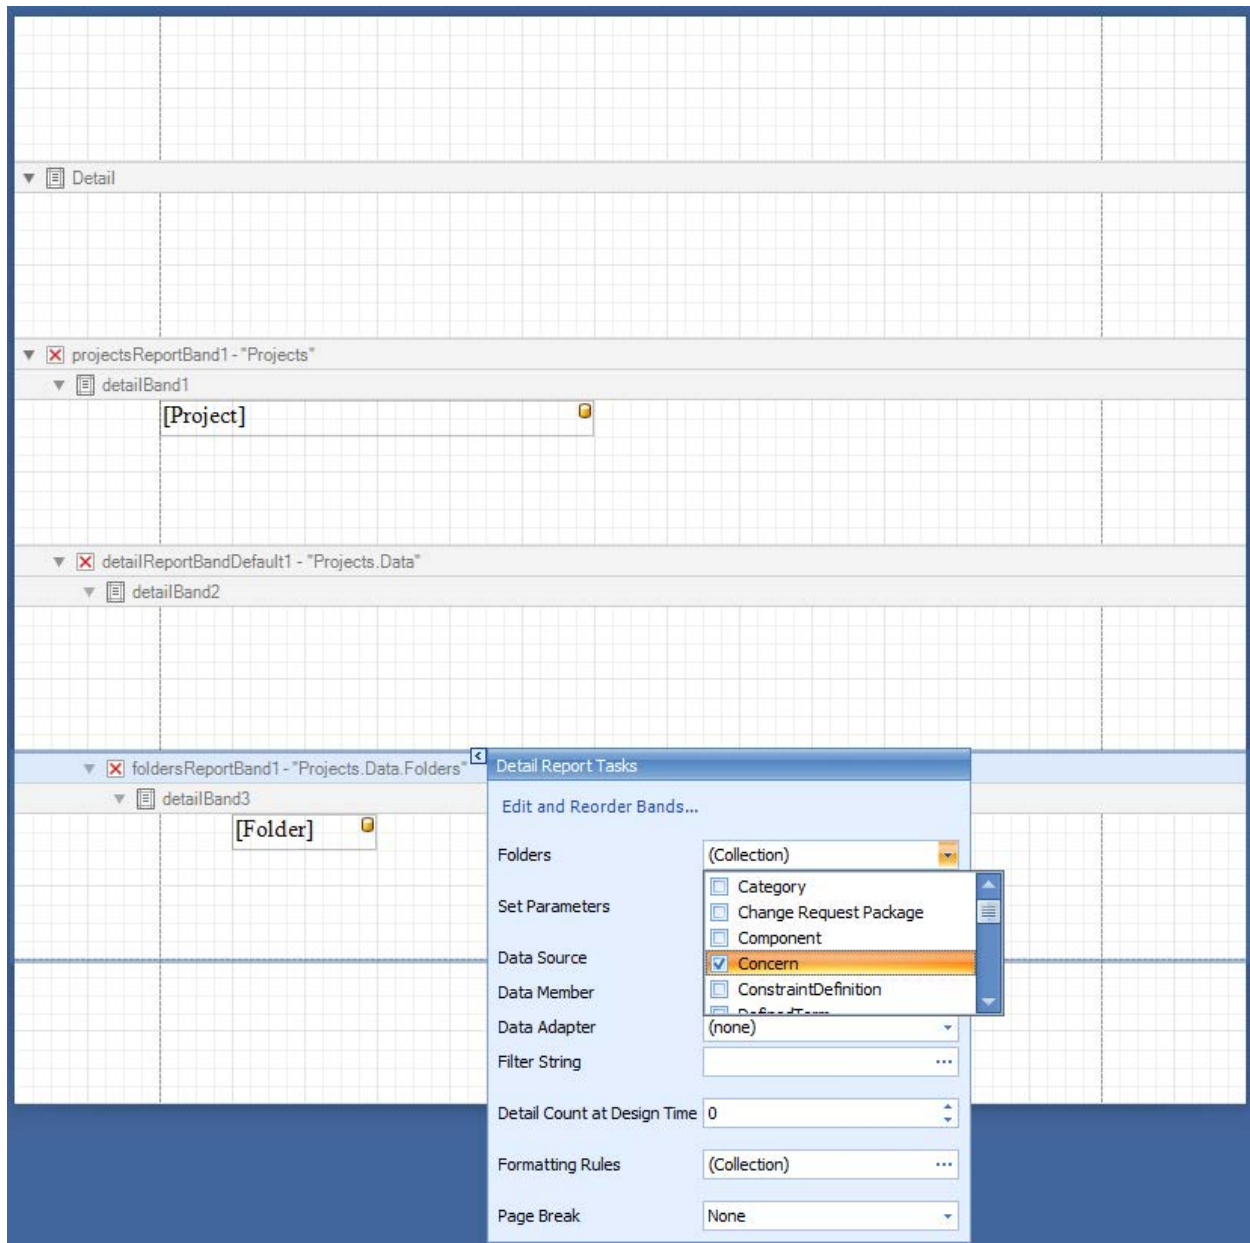 Detail
projectsReportBand1 - "Projects"
detailBand1
[Project]
detailReportBandDefault1 - "Projects.Data"
detailBand2
foldersReportBand1 - "Projects.Data.Folders"
Detail Report Tasks
detailBand3
Edit and Reorder Bands...
[Folder]
Folders (Collection)
Category
Set Parameters
Change Request Package
Component
Data Source
Concern
Data Member
ConstraintDefinition
DefinedTerm
Data Adapter (none)
Filter String
Detail Count at Design Time 0
Formatting Rules (Collection)
Page Break None